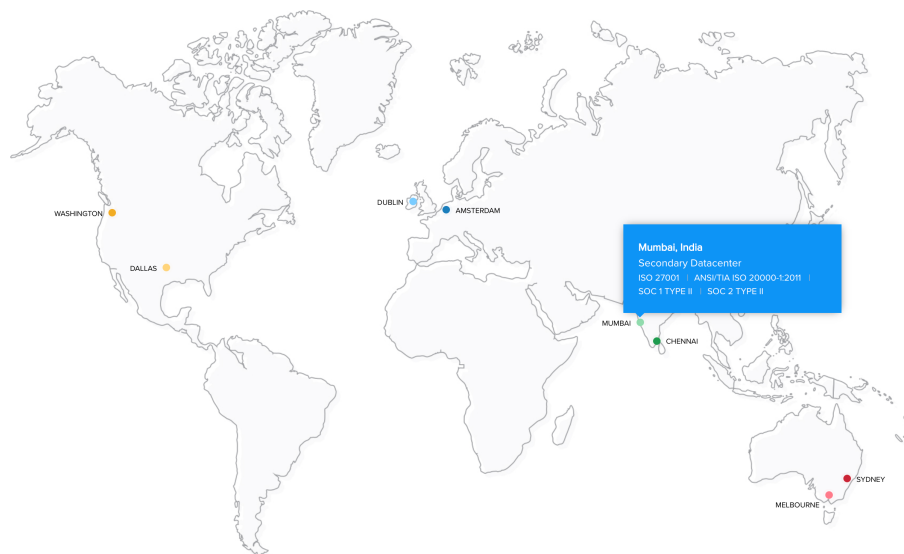 DUBLIN
AMSTERDAM
WASHINGTON
Mumbai, India
Secondary Datacenter
ISO 27001 | ANSI/TIA ISO 20000-1:2011 |
SOC 1 TYPE II | SOC 2 TYPE II
DALLAS
MUMBAI
CHENNAI
SYDNEY
MELBOURNE